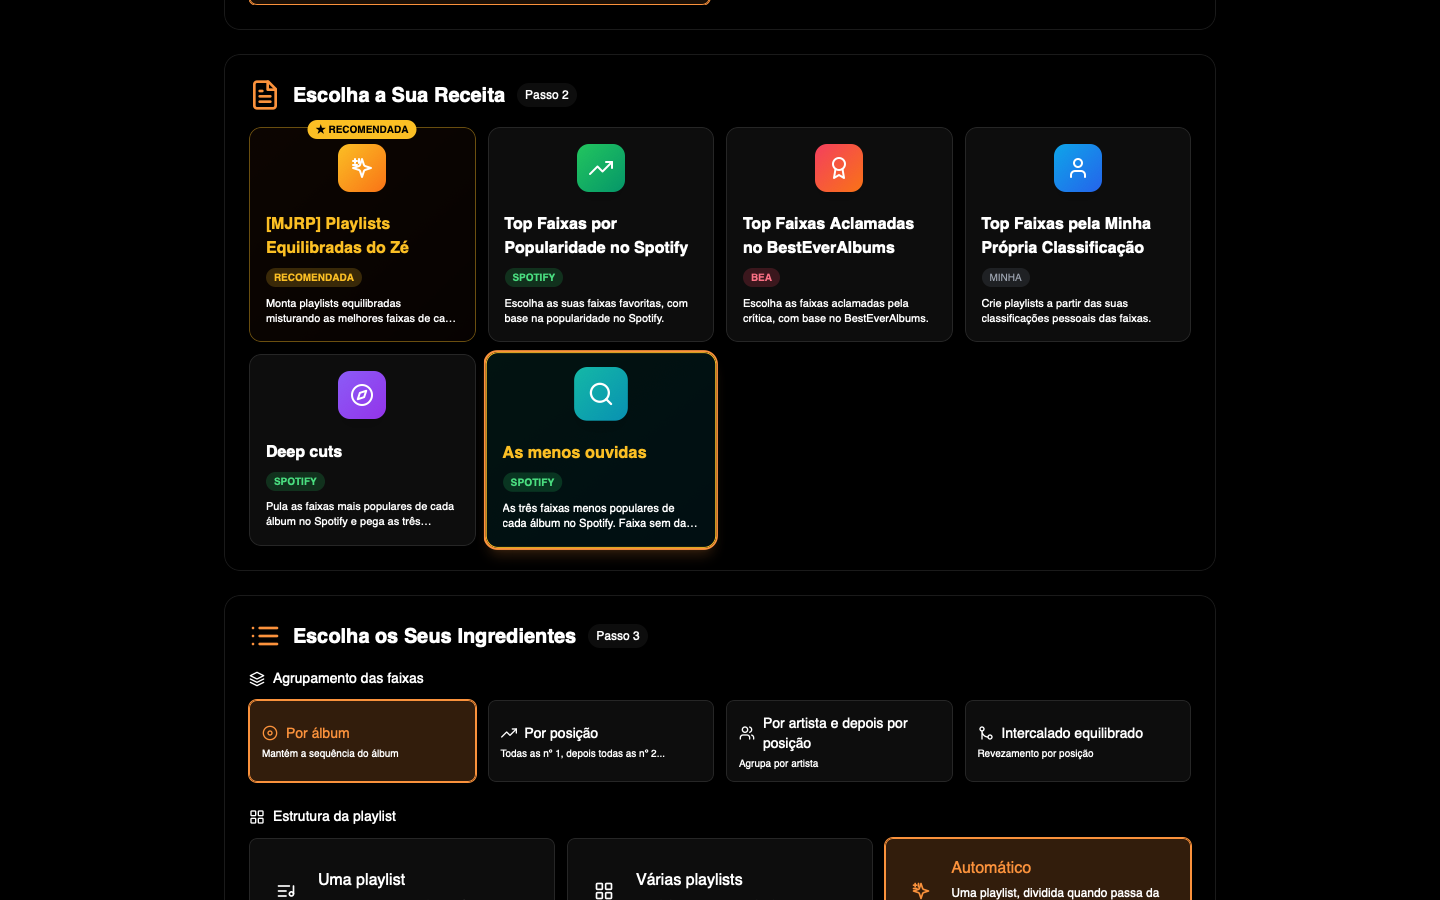 Escolha a Sua Receita
Passo 2
★ RECOMENDADA
[MJRP] Playlists
Equilibradas do Zé
RECOMENDADA
Monta playlists equilibradas
misturando as melhores faixas de ca…
Top Faixas por
Popularidade no Spotify
SPOTIFY
Escolha as suas faixas favoritas, com
base na popularidade no Spotify.
Top Faixas Aclamadas
no BestEverAlbums
BEA
Escolha as faixas aclamadas pela
crítica, com base no BestEverAlbums.
Top Faixas pela Minha
Própria Classificação
MINHA
Crie playlists a partir das suas
classificações pessoais das faixas.
Deep cuts
SPOTIFY
Pula as faixas mais populares de cada
álbum no Spotify e pega as três…
As menos ouvidas
SPOTIFY
As três faixas menos populares de
cada álbum no Spotify. Faixa sem da…
Escolha os Seus Ingredientes
Passo 3
Agrupamento das faixas
Por álbum
Mantém a sequência do álbum
Por posição
Todas as nº 1, depois todas as nº 2...
Por artista e depois por
posição
Agrupa por artista
Intercalado equilibrado
Revezamento por posição
Estrutura da playlist
Uma playlist
Várias playlists
Automático
Uma playlist, dividida quando passa da